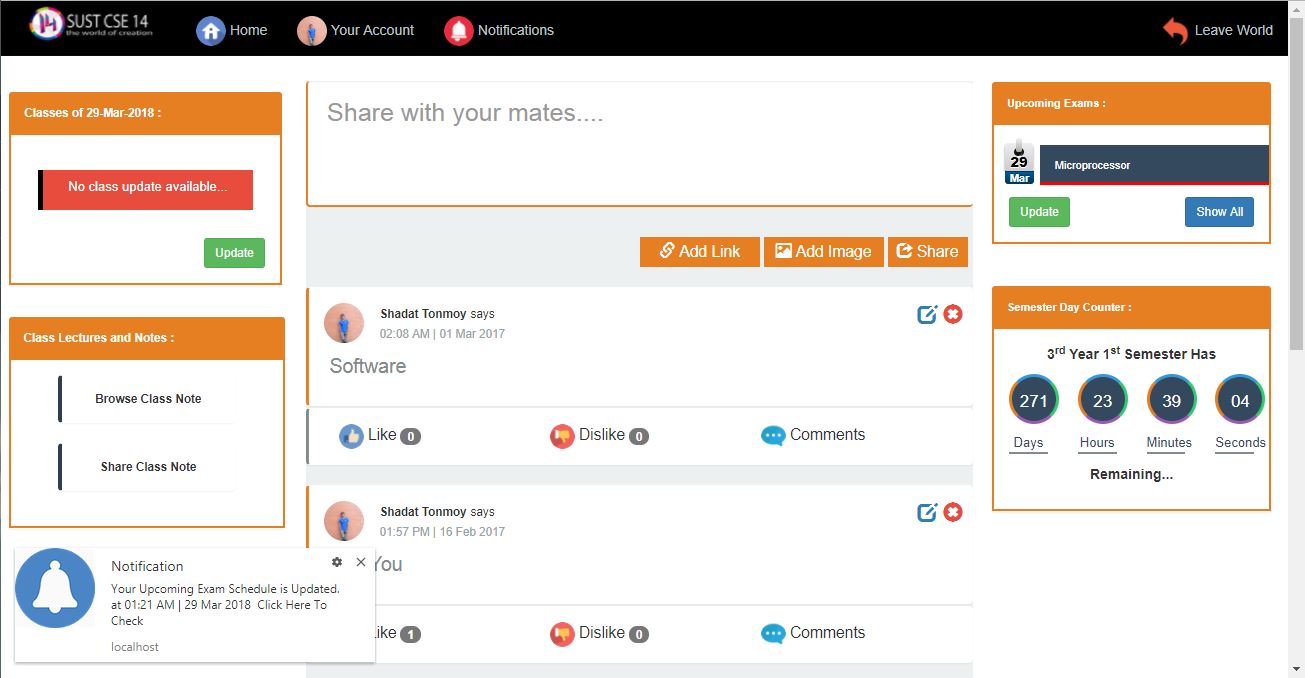 SUST CSE 14
the world of creation
Home
Your Account
Notifications
Leave World
Classes of 29-Mar-2018 :
No class update available...
Update
Class Lectures and Notes :
Browse Class Note
Share Class Note
Share with your mates....
Add Link
Add Image
Share
Shadat Tonmoy says
02:08 AM | 01 Mar 2017
Software
Like 0
Dislike 0
Comments
Shadat Tonmoy says
01:57 PM | 16 Feb 2017
You
ike 1
Dislike 0
Comments
Upcoming Exams :
29
Mar
Microprocessor
Update
Show All
Semester Day Counter :
3rd Year 1st Semester Has
271 23 39 04
Days Hours Minutes Seconds
Remaining...
Notification
Your Upcoming Exam Schedule is Updated.
at 01:21 AM | 29 Mar 2018 Click Here To
Check
localhost